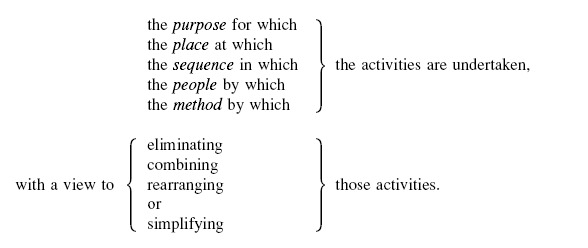 the purpose for which
the place at which
the sequence in which the activities are undertaken,
the people by which
the method by which
eliminating
combining
with a view to rearranging those activities.
or
simplifying